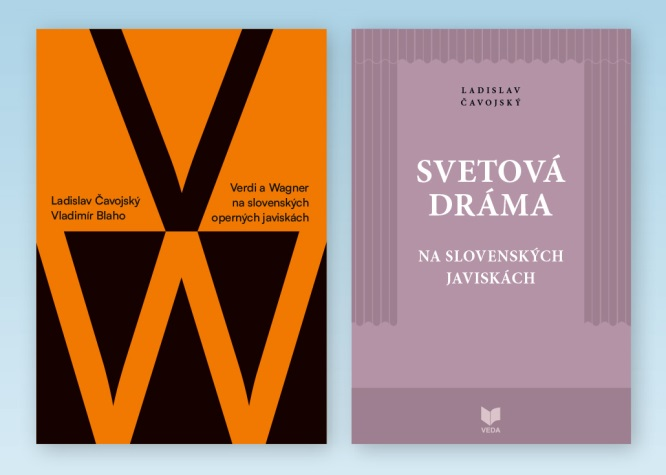 Ladislav Čavojský
Vladimír Blaho
Verdi a Wagner
na slovenských
operných javiskách
LADISLAV
ČAVOJSKÝ
SVETOVÁ
DRÁMA
NA SLOVENSKÝCH
JAVISKÁCH
VEDA